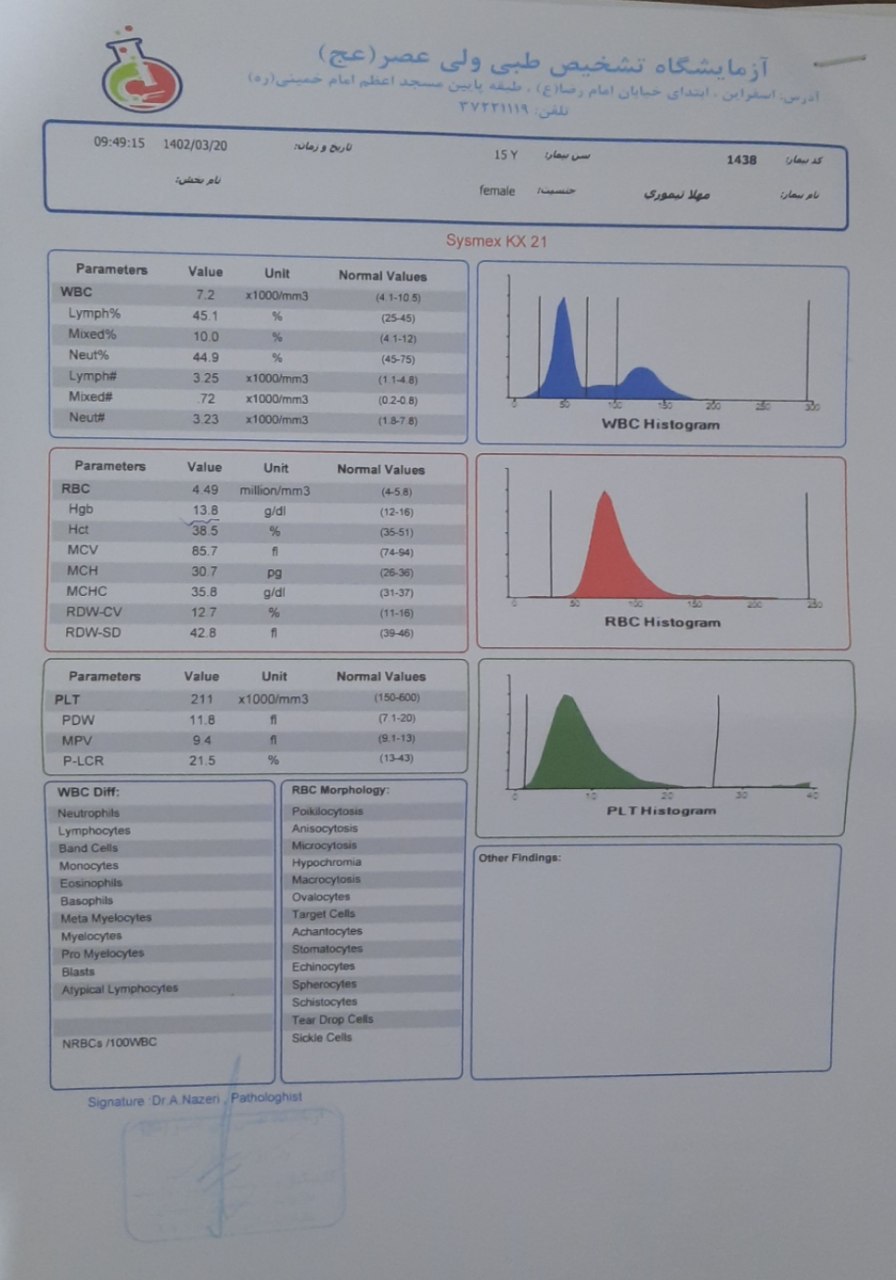 آزمایشگاه تشخیص طبی ولی عصر(عج)
آدرس: اسفراین ، ابتدای خیابان امام رضا(ع) ، طبقه پایین مسجد اعظم امام خمینی(ره)
تلفن: ۳۷۲۲۱۱۱۹
کد بیمار: 1438 سن بیمار: 15 Y تاریخ و زمان: 1402/03/20 09:49:15
نام بیمار: مهلا تیموری جنسیت: female نام بخش:
Sysmex KX 21
Parameters Value Unit Normal Values
WBC 7.2 x1000/mm3 (4.1-10.5)
Lymph% 45.1 % (25-45)
Mixed% 10.0 % (4.1-12)
Neut% 44.9 % (45-75)
Lymph# 3.25 x1000/mm3 (1.1-4.8)
Mixed# .72 x1000/mm3 (0.2-0.8)
Neut# 3.23 x1000/mm3 (1.8-7.8)
0 50 100 150 200 250 300
WBC Histogram
Parameters Value Unit Normal Values
RBC 4.49 million/mm3 (4-5.8)
Hgb 13.8 g/dl (12-16)
Hct 38.5 % (35-51)
MCV 85.7 fl (74-94)
MCH 30.7 pg (26-36)
MCHC 35.8 g/dl (31-37)
RDW-CV 12.7 % (11-16)
RDW-SD 42.8 fl (39-46)
0 50 100 150 200 250
RBC Histogram
Parameters Value Unit Normal Values
PLT 211 x1000/mm3 (150-600)
PDW 11.8 fl (7.1-20)
MPV 9.4 fl (9.1-13)
P-LCR 21.5 % (13-43)
0 10 20 30 40
PLT Histogram
WBC Diff:
Neutrophils
Lymphocytes
Band Cells
Monocytes
Eosinophils
Basophils
Meta Myelocytes
Myelocytes
Pro Myelocytes
Blasts
Atypical Lymphocytes
NRBCs /100WBC
RBC Morphology:
Poikilocytosis
Anisocytosis
Microcytosis
Hypochromia
Macrocytosis
Ovalocytes
Target Cells
Achantocytes
Stomatocytes
Echinocytes
Spherocytes
Schistocytes
Tear Drop Cells
Sickle Cells
Other Findings:
Signature :Dr.A.Nazeri , Pathologhist